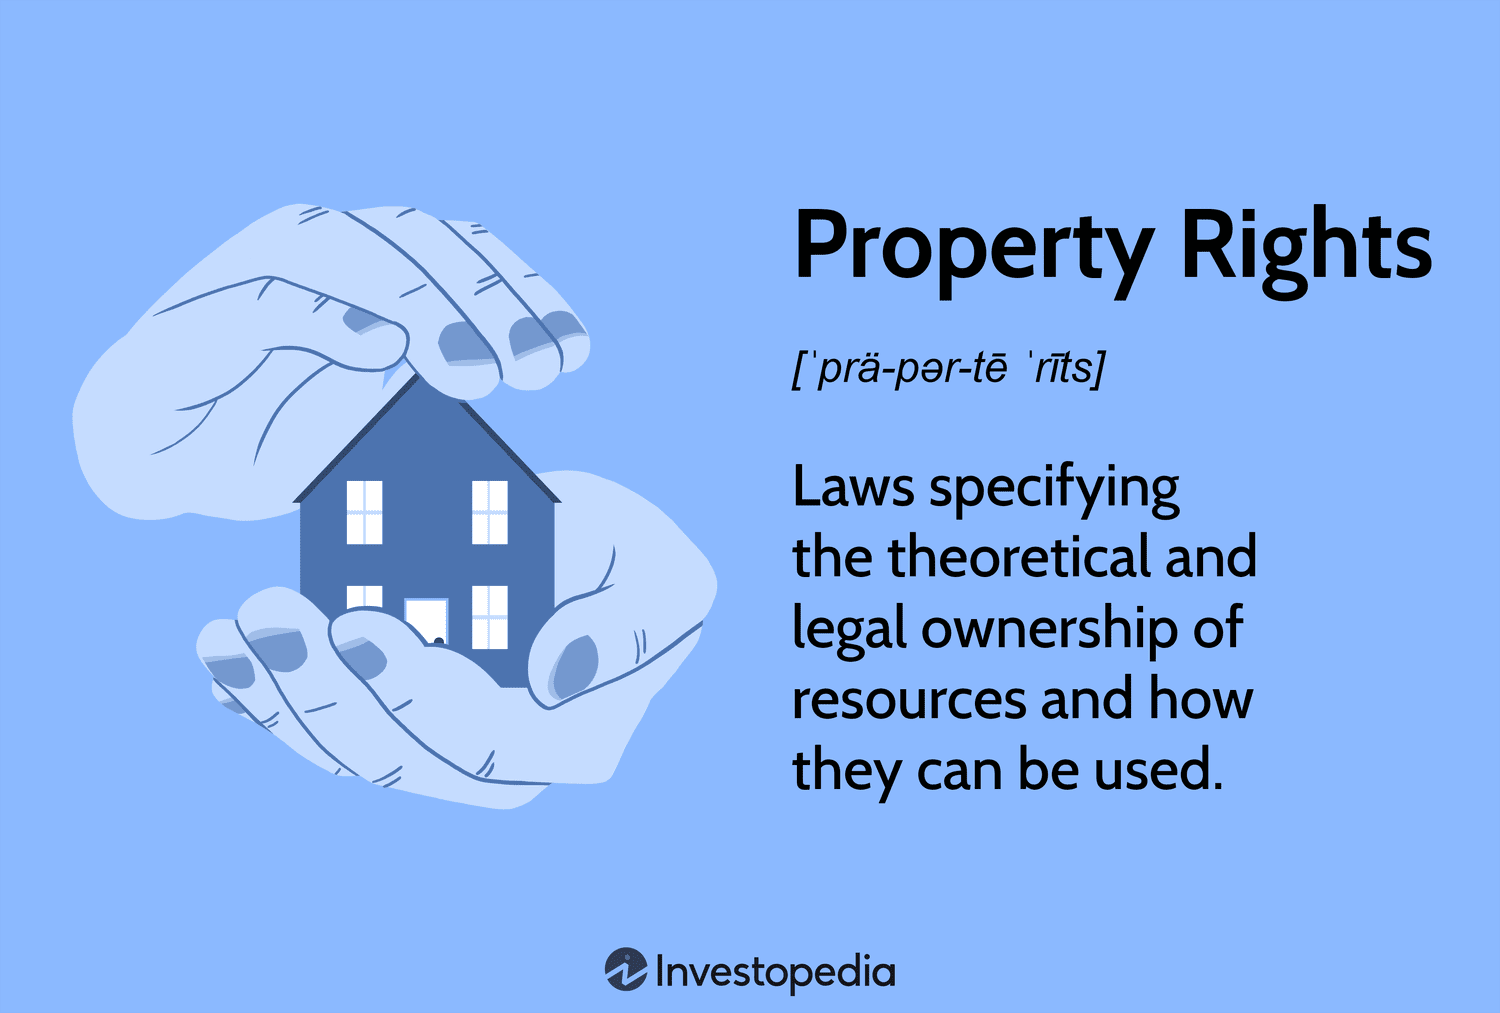 Property Rights
[ˈprä-pər-tē ˈrīts]
Laws specifying
the theoretical and
legal ownership of
resources and how
they can be used.
Investopedia